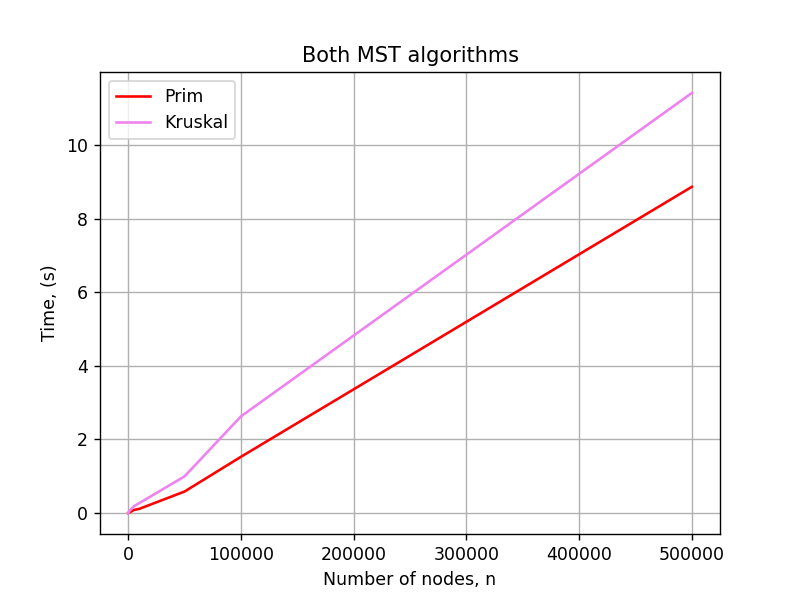 Both MST algorithms
Prim
Kruskal
10
8
6
4
2
0
Time, (s)
0 100000 200000 300000 400000 500000
Number of nodes, n